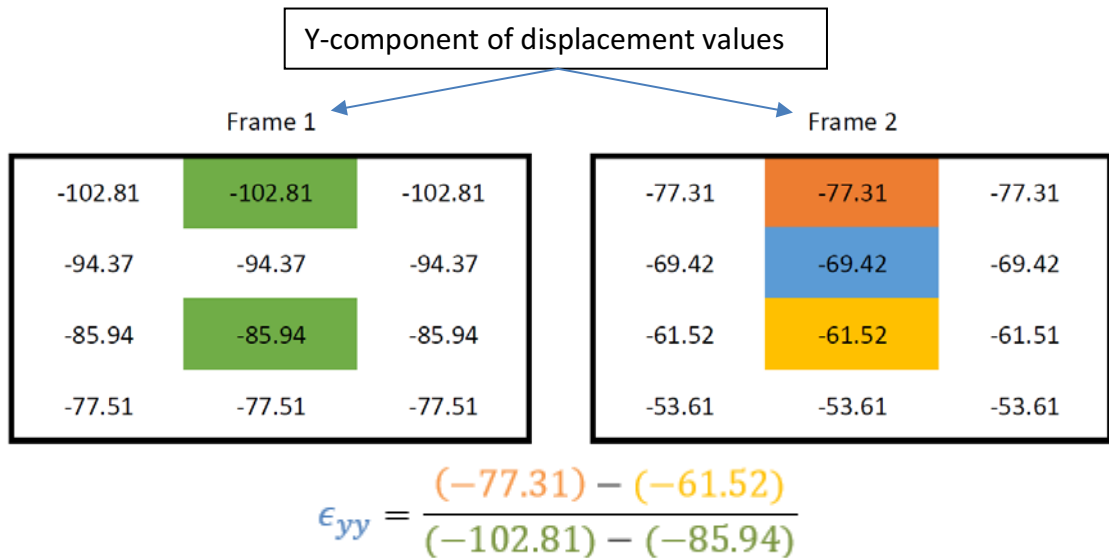 Y-component of displacement values
Frame 1
Frame 2
-102.81 -102.81 -102.81
-94.37 -94.37 -94.37
-85.94 -85.94 -85.94
-77.51 -77.51 -77.51
-77.31 -77.31 -77.31
-69.42 -69.42 -69.42
-61.52 -61.52 -61.51
-53.61 -53.61 -53.61
ϵyy = (−77.31) − (−61.52)
(−102.81) − (−85.94)